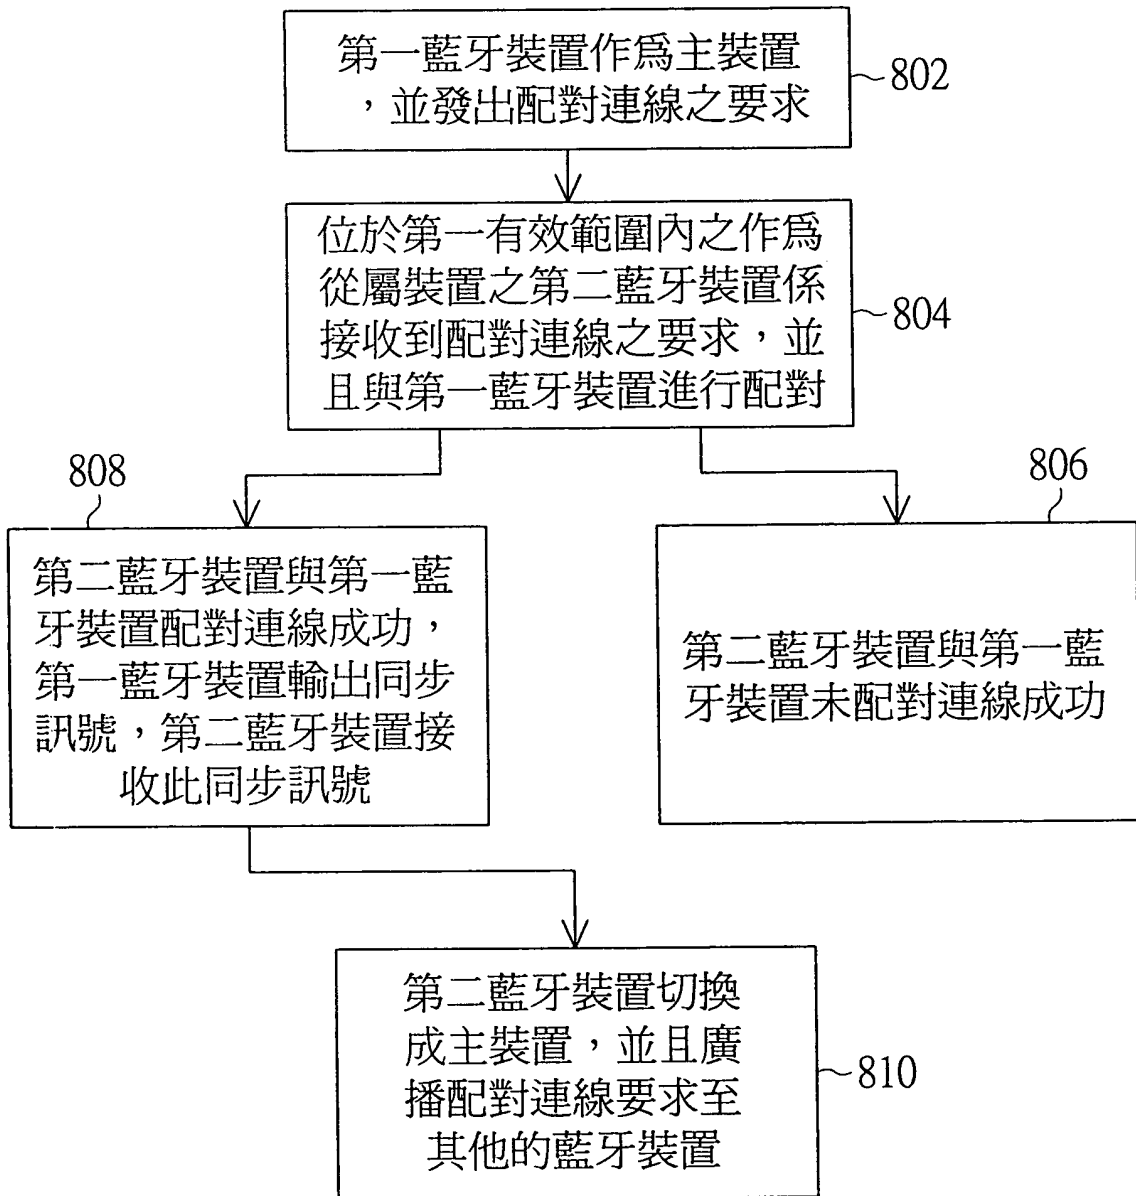 第一藍牙裝置作爲主裝置
，並發出配對連線之要求
802
位於第一有效範圍內之作爲
從屬裝置之第二藍牙裝置係
接收到配對連線之要求，並
且與第一藍牙裝置進行配對
804
808
第二藍牙裝置與第一藍
牙裝置配對連線成功，
第一藍牙裝置輸出同步
訊號，第二藍牙裝置接
收此同步訊號
806
第二藍牙裝置與第一藍
牙裝置未配對連線成功
第二藍牙裝置切換
成主裝置，並且廣
播配對連線要求至
其他的藍牙裝置
810